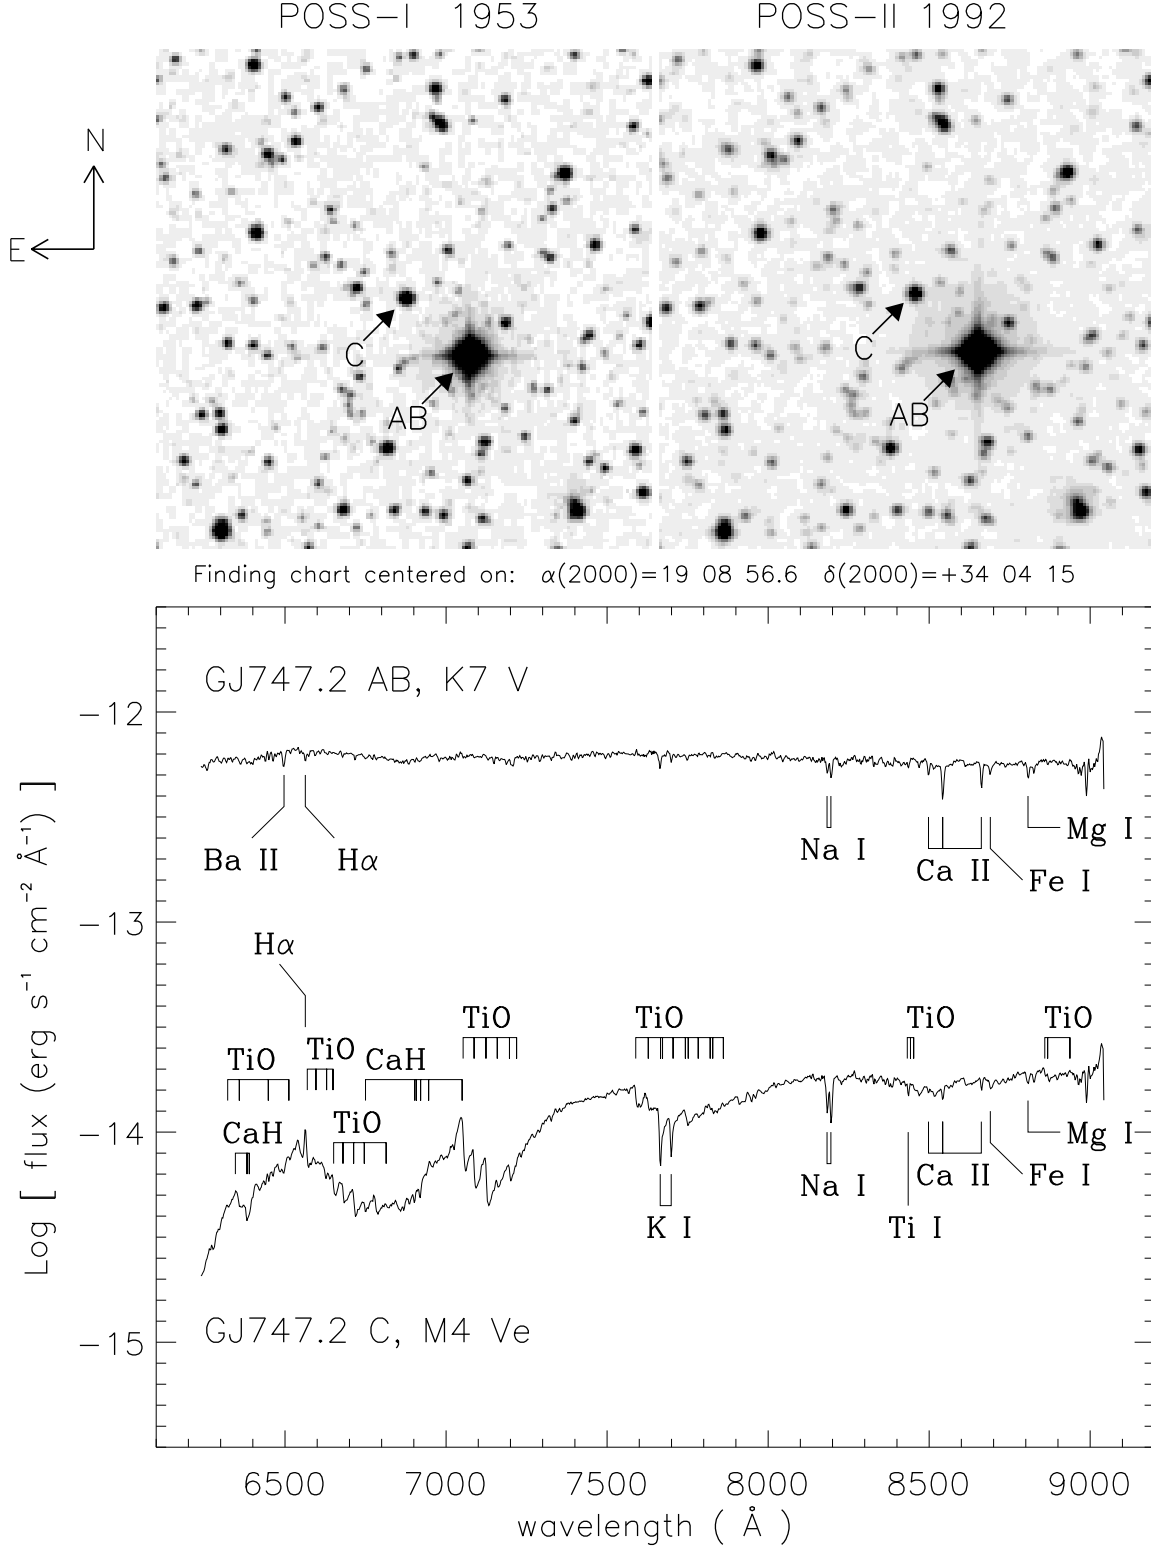 POSS-I 1953
POSS-II 1992
N
E
C
AB
C
AB
Finding chart centered on: α(2000)=19 08 56.6 δ(2000)=+34 04 15
GJ747.2 AB, K7 V
Ba II
Hα
Na I
Ca II
Fe I
Mg I
Hα
TiO
CaH
TiO
TiO
CaH
TiO
TiO
K I
Na I
TiO
Ti I
Ca II
Fe I
TiO
Mg I
GJ747.2 C, M4 Ve
-12
-13
-14
-15
Log [ flux (erg s⁻¹ cm⁻² Å⁻¹) ]
6500 7000 7500 8000 8500 9000
wavelength ( Å )